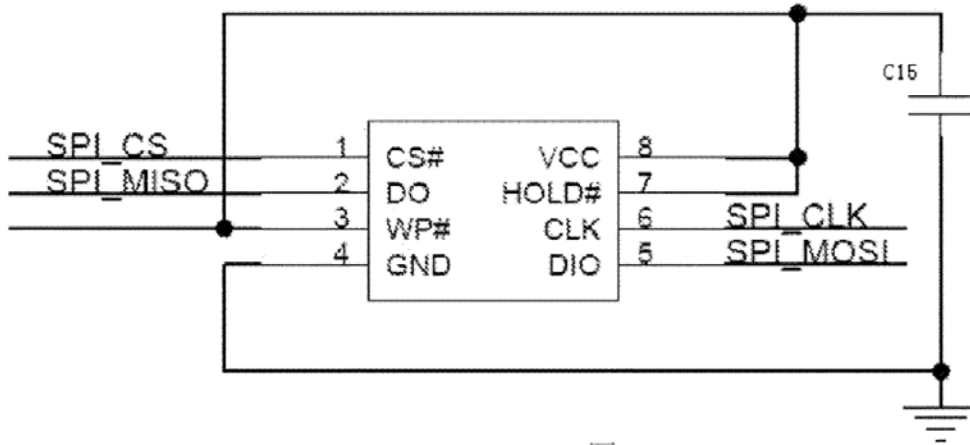 C15
SPI_CS 1 CS# VCC 8
SPI_MISO 2 DO HOLD# 7
3 WP# CLK 6 SPI_CLK
4 GND DIO 5 SPI_MOSI